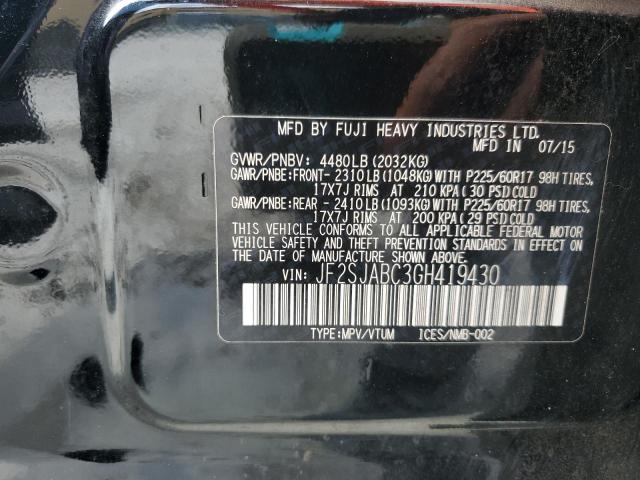 MFD BY FUJI HEAVY INDUSTRIES LTD.
MFD IN 07/15
GVWR/PNBV: 4480LB(2032KG)
GAWR/PNBE:FRONT- 2310LB(1048KG)WITH P225/60R17 98H TIRES,
17X7J RIMS AT 210 KPA(30 PSI)COLD
GAWR/PNBE:REAR - 2410LB(1093KG)WITH P225/60R17 98H TIRES,
17X7J RIMS AT 200 KPA(29 PSI)COLD
THIS VEHICLE CONFORMS TO ALL APPLICABLE FEDERAL MOTOR
VEHICLE SAFETY AND THEFT PREVENTION STANDARDS IN EFFECT ON
THE DATE OF MANUFACTURE SHOWN ABOVE.
VIN: JF2SJABC3GH419430
TYPE:MPV/VTUM ICES/NMB-002